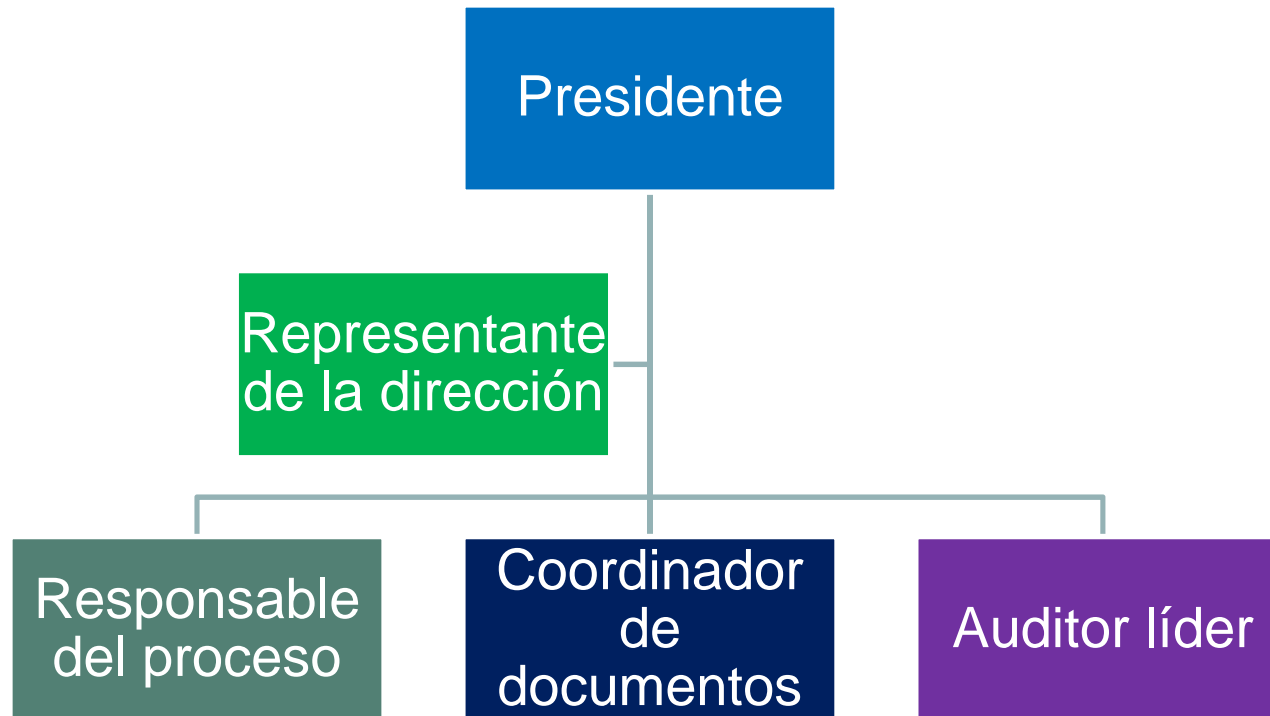 Presidente
Representante
de la dirección
Responsable
del proceso
Coordinador
de
documentos
Auditor líder